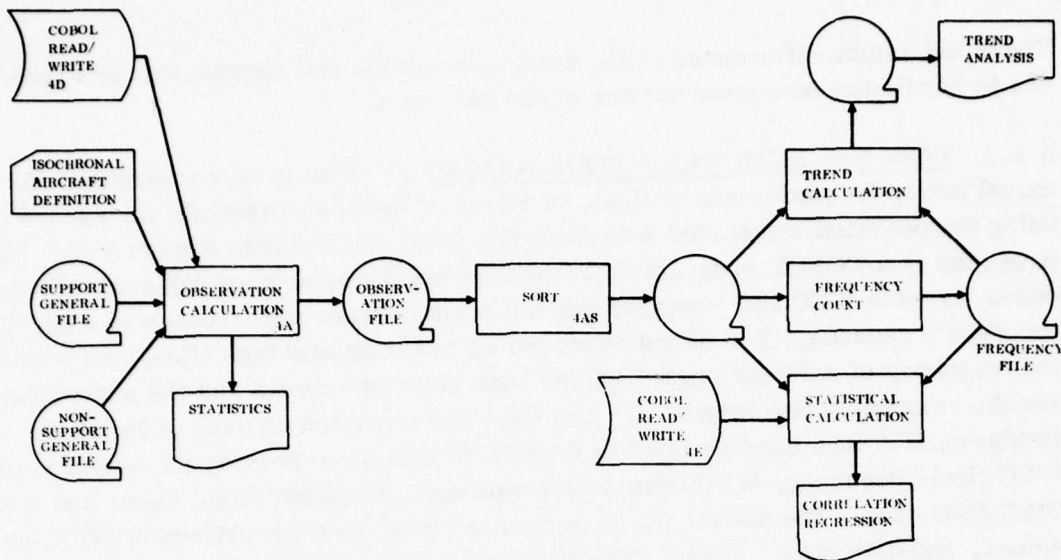 COBOL
READ/
WRITE
4D
ISOCHRONAL
AIRCRAFT
DEFINITION
SUPPORT
GENERAL
FILE
NON-
SUPPORT
GENERAL
FILE
OBSERVATION
CALCULATION
4A
STATISTICS
OBSERV-
ATION
FILE
SORT
4AS
TREND
ANALYSIS
TREND
CALCULATION
FREQUENCY
COUNT
FREQUENCY
FILE
COBOL
READ
WRITE
4E
STATISTICAL
CALCULATION
CORRELATION
REGRESSION